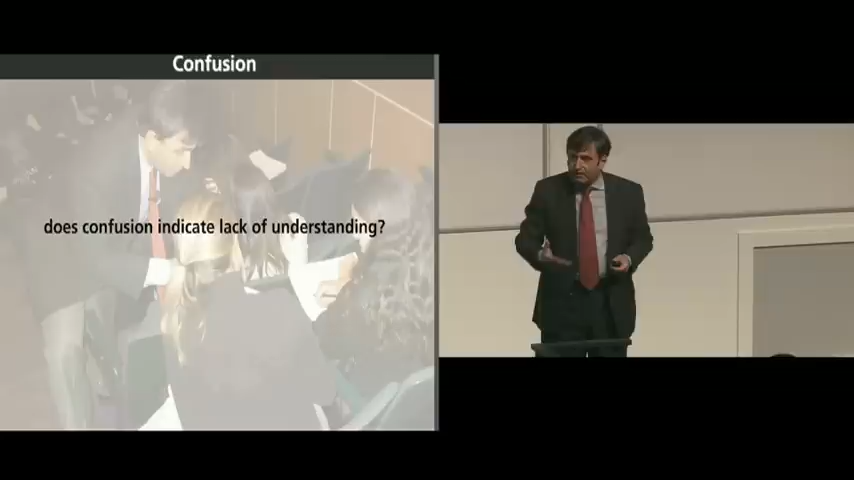 Confusion
does confusion indicate lack of understanding?